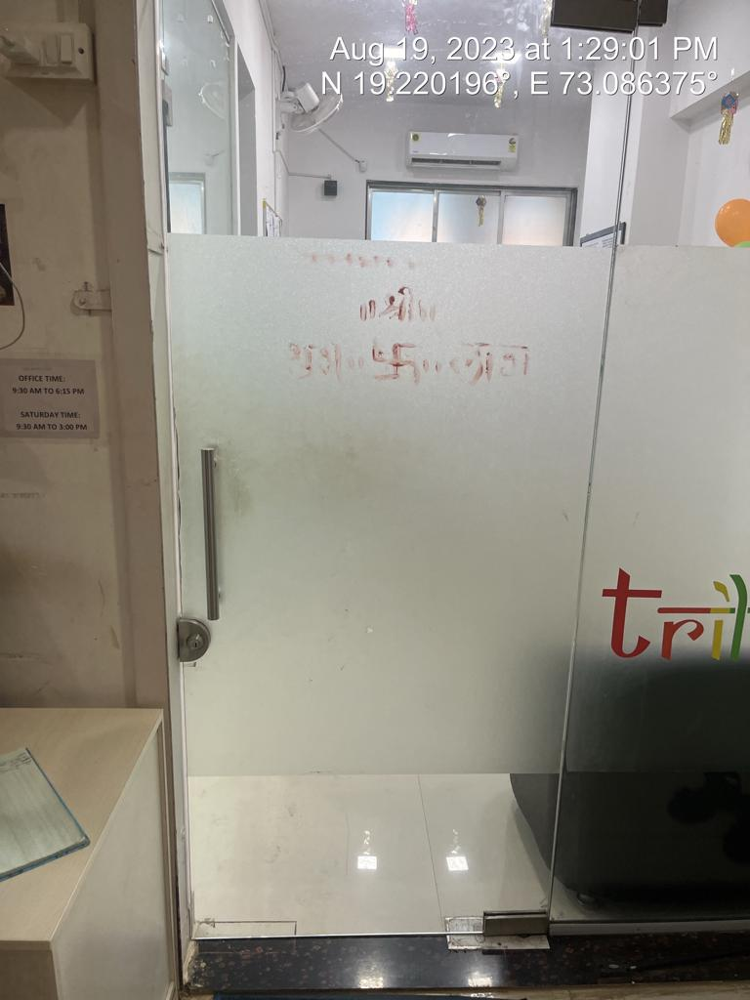 Aug 19, 2023 at 1:29:01 PM
N 19.220196°, E 73.086375°
॥ श्री ॥
शुभ ॥ 卐 ॥ लाभ
OFFICE TIME:
9:30 AM TO 6:15 PM
SATURDAY TIME:
9:30 AM TO 3:00 PM